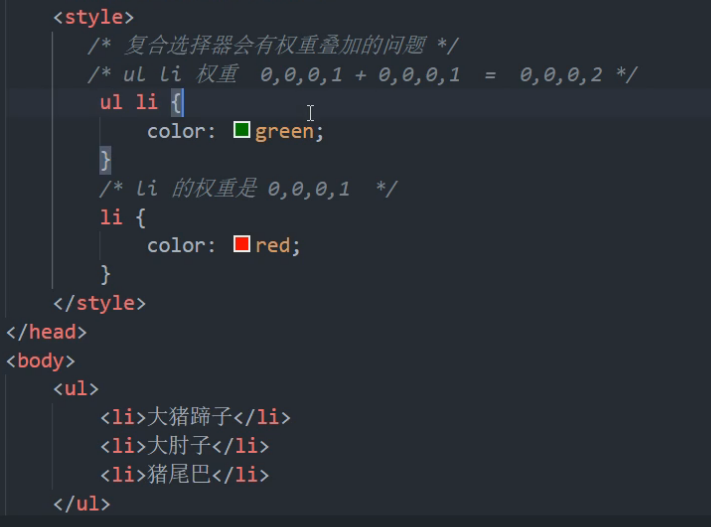 <style>
/* 复合选择器会有权重叠加的问题 */
/* ul li 权重  0,0,0,1 + 0,0,0,1  =  0,0,0,2 */
ul li {
color: green;
}
/* li 的权重是 0,0,0,1  */
li {
color: red;
}
</style>
</head>
<body>
<ul>
<li>大猪蹄子</li>
<li>大肘子</li>
<li>猪尾巴</li>
</ul>